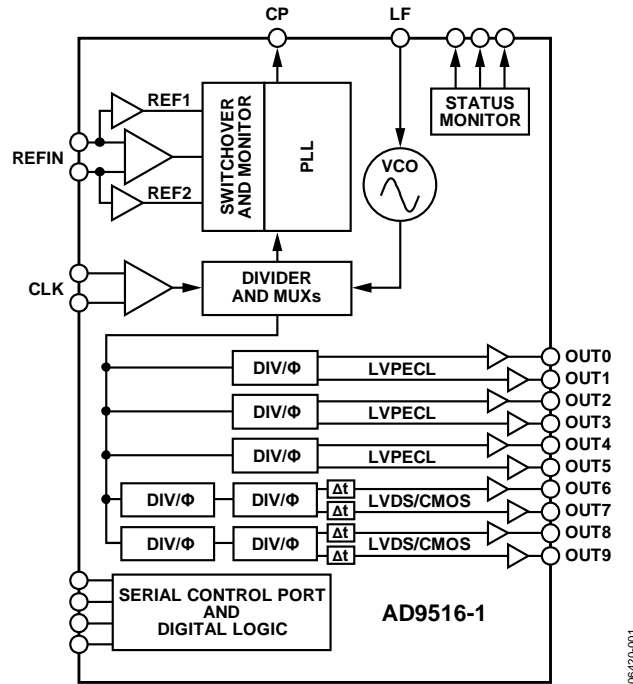 CP
LF
REF1
REFIN
REF2
SWITCHOVER
AND MONITOR
PLL
VCO
STATUS
MONITOR
CLK
DIVIDER
AND MUXs
DIV/Φ
LVPECL
OUT0
OUT1
DIV/Φ
LVPECL
OUT2
OUT3
DIV/Φ
LVPECL
OUT4
OUT5
DIV/Φ
DIV/Φ
Δt
Δt
LVDS/CMOS
OUT6
OUT7
DIV/Φ
DIV/Φ
Δt
Δt
LVDS/CMOS
OUT8
OUT9
SERIAL CONTROL PORT
AND
DIGITAL LOGIC
AD9516-1
06420-001